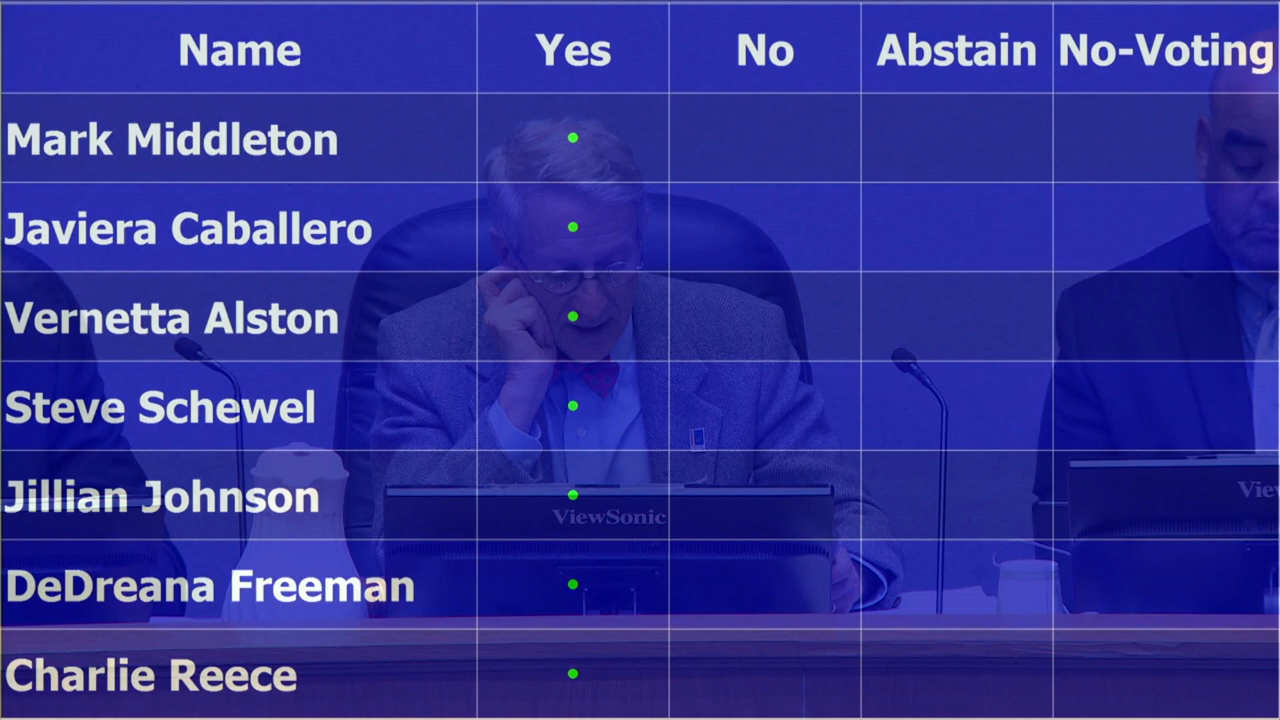 Name Yes No Abstain No-Voting
Mark Middleton
Javiera Caballero
Vernetta Alston
Steve Schewel
Jillian Johnson
ViewSonic
View
DeDreana Freeman
Charlie Reece